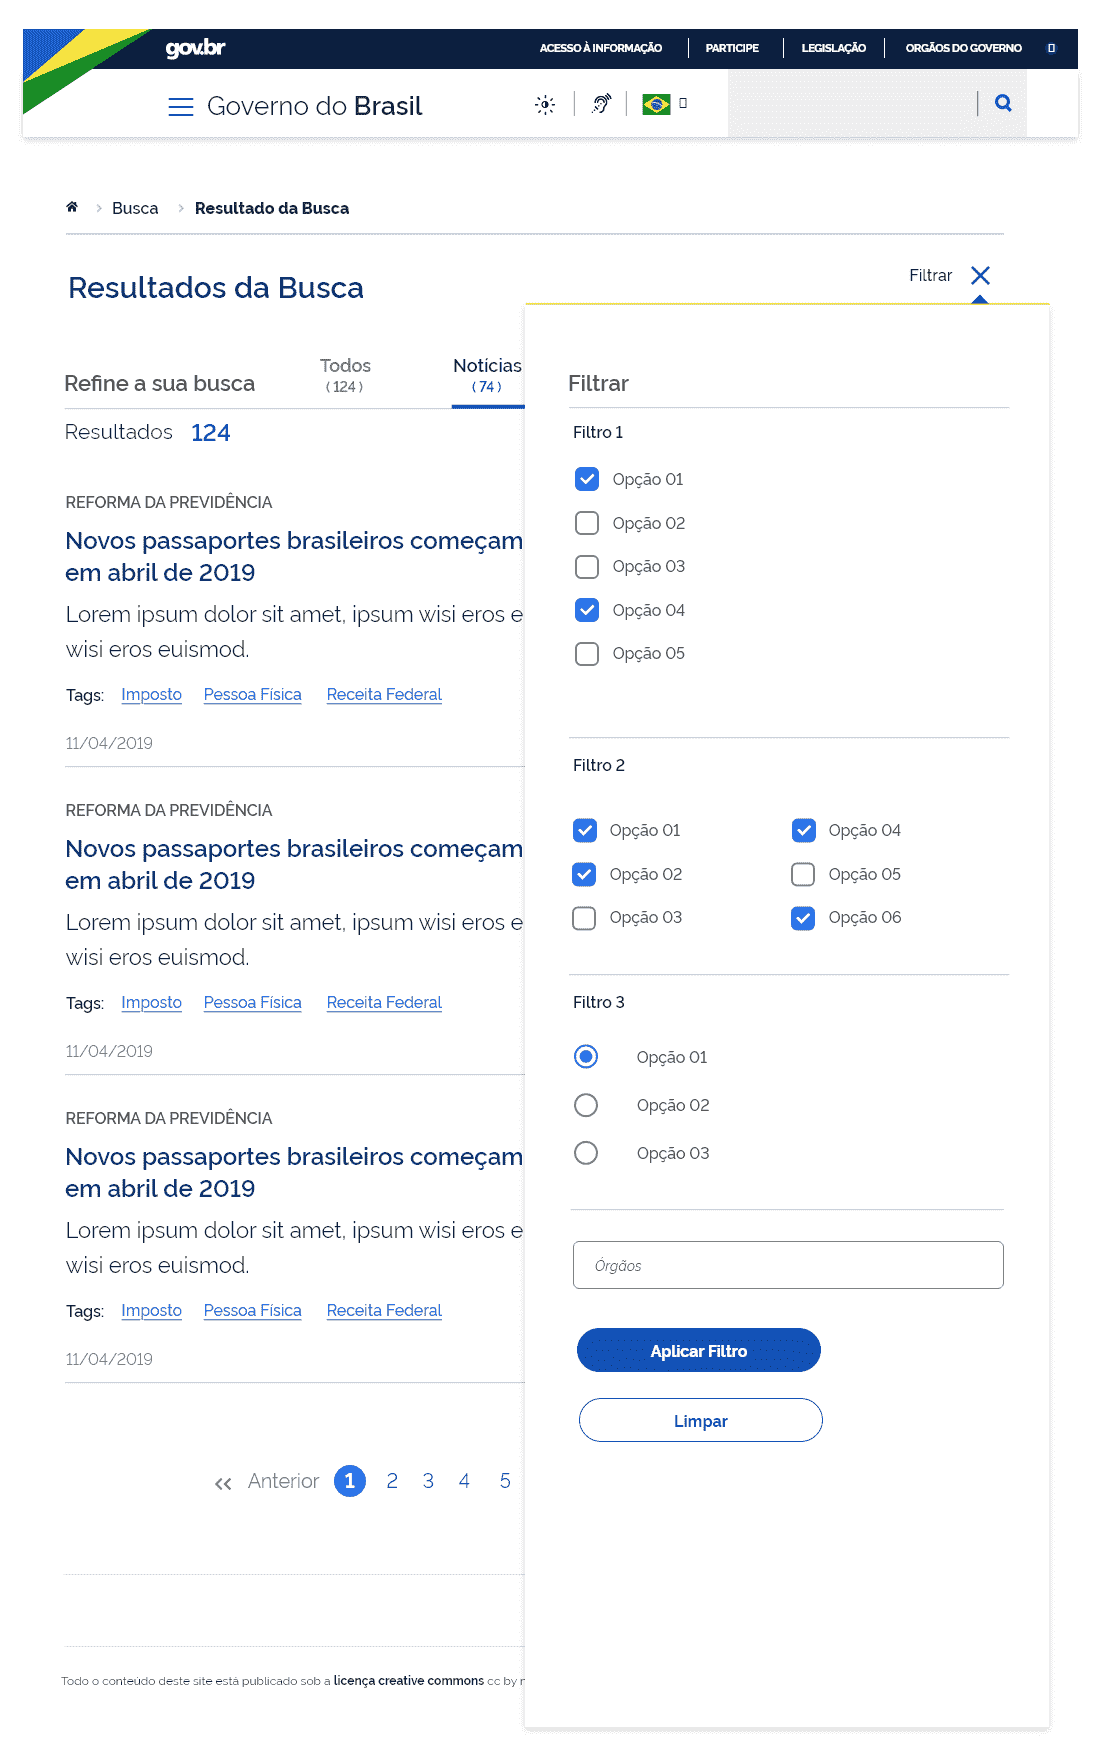 gov.br
ACESSO À INFORMAÇÃO PARTICIPE LEGISLAÇÃO ORGÃOS DO GOVERNO
Governo do Brasil
Busca Resultado da Busca
Filtrar
Resultados da Busca
Todos
(124)
Notícias
(74)
Refine a sua busca
Resultados 124
REFORMA DA PREVIDÊNCIA
Novos passaportes brasileiros começam
em abril de 2019
Lorem ipsum dolor sit amet, ipsum wisi eros e
wisi eros euismod.
Tags: Imposto Pessoa Física Receita Federal
11/04/2019
REFORMA DA PREVIDÊNCIA
Novos passaportes brasileiros começam
em abril de 2019
Lorem ipsum dolor sit amet, ipsum wisi eros e
wisi eros euismod.
Tags: Imposto Pessoa Física Receita Federal
11/04/2019
REFORMA DA PREVIDÊNCIA
Novos passaportes brasileiros começam
em abril de 2019
Lorem ipsum dolor sit amet, ipsum wisi eros e
wisi eros euismod.
Tags: Imposto Pessoa Física Receita Federal
11/04/2019
Anterior 1 2 3 4 5
Todo o conteúdo deste site está publicado sob a licença creative commons cc by
Filtrar
Filtro 1
Opção 01
Opção 02
Opção 03
Opção 04
Opção 05
Filtro 2
Opção 01 Opção 04
Opção 02 Opção 05
Opção 03 Opção 06
Filtro 3
Opção 01
Opção 02
Opção 03
Órgãos
Aplicar Filtro
Limpar